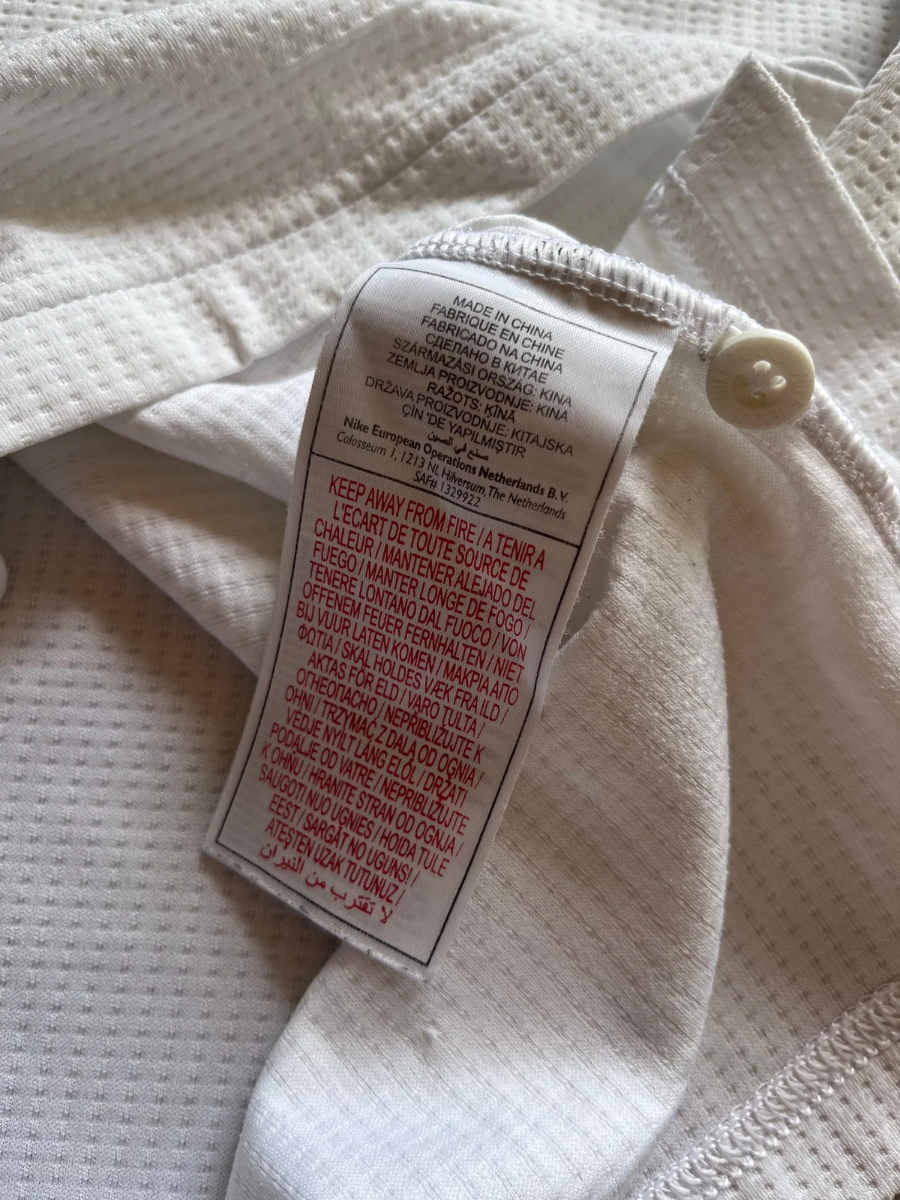 MADE IN CHINA
FABRIQUE EN CHINE
FABRICADO NA CHINA
СДЕЛАНО В КИТАЕ
SZÁRMAZÁSI ORSZÁG: KINA
ZEMLJA PROIZVODNJE: KINA
RAŽOTS: ĶĪNĀ
DRŽAVA PROIZVODNJE: KITAJSKA
ÇİN 'DE YAPILMIŞTIR
صنع في الصين
Nike European Operations Netherlands B.V.
Colosseum 1, 1213 NL Hilversum, The Netherlands
SAF# 1329922
KEEP AWAY FROM FIRE / A TENIR A
L'ECART DE TOUTE SOURCE DE
CHALEUR / MANTENER ALEJADO DEL
FUEGO / MANTER LONGE DE FOGO /
TENERE LONTANO DAL FUOCO / VON
OFFENEM FEUER FERNHALTEN / NIET
BIJ VUUR LATEN KOMEN / ΜΑΚΡΙΑ ΑΠΟ
ΦΩΤΙΑ / SKAL HOLDES VÆK FRA ILD /
AKTAS FÖR ELD / VARO TULTA /
ОГНЕОПАСНО / NEPŘIBLIŽUJTE K
OHNI / TRZYMAĆ Z DALA OD OGNIA /
VEDJE NYÍLT LÁNG ELŐL / DRŽATI
PODALJE OD VATRE / NEPRIBLIŽUJTE
K OHŇU / HRANITE STRAN OD OGNJA /
SAUGOTI NUO UGNIES / HOIDA TULE
EEST / SARGĀT NO UGUNS! /
ATEŞTEN UZAK TUTUNUZ /
لا تقترب من النيران